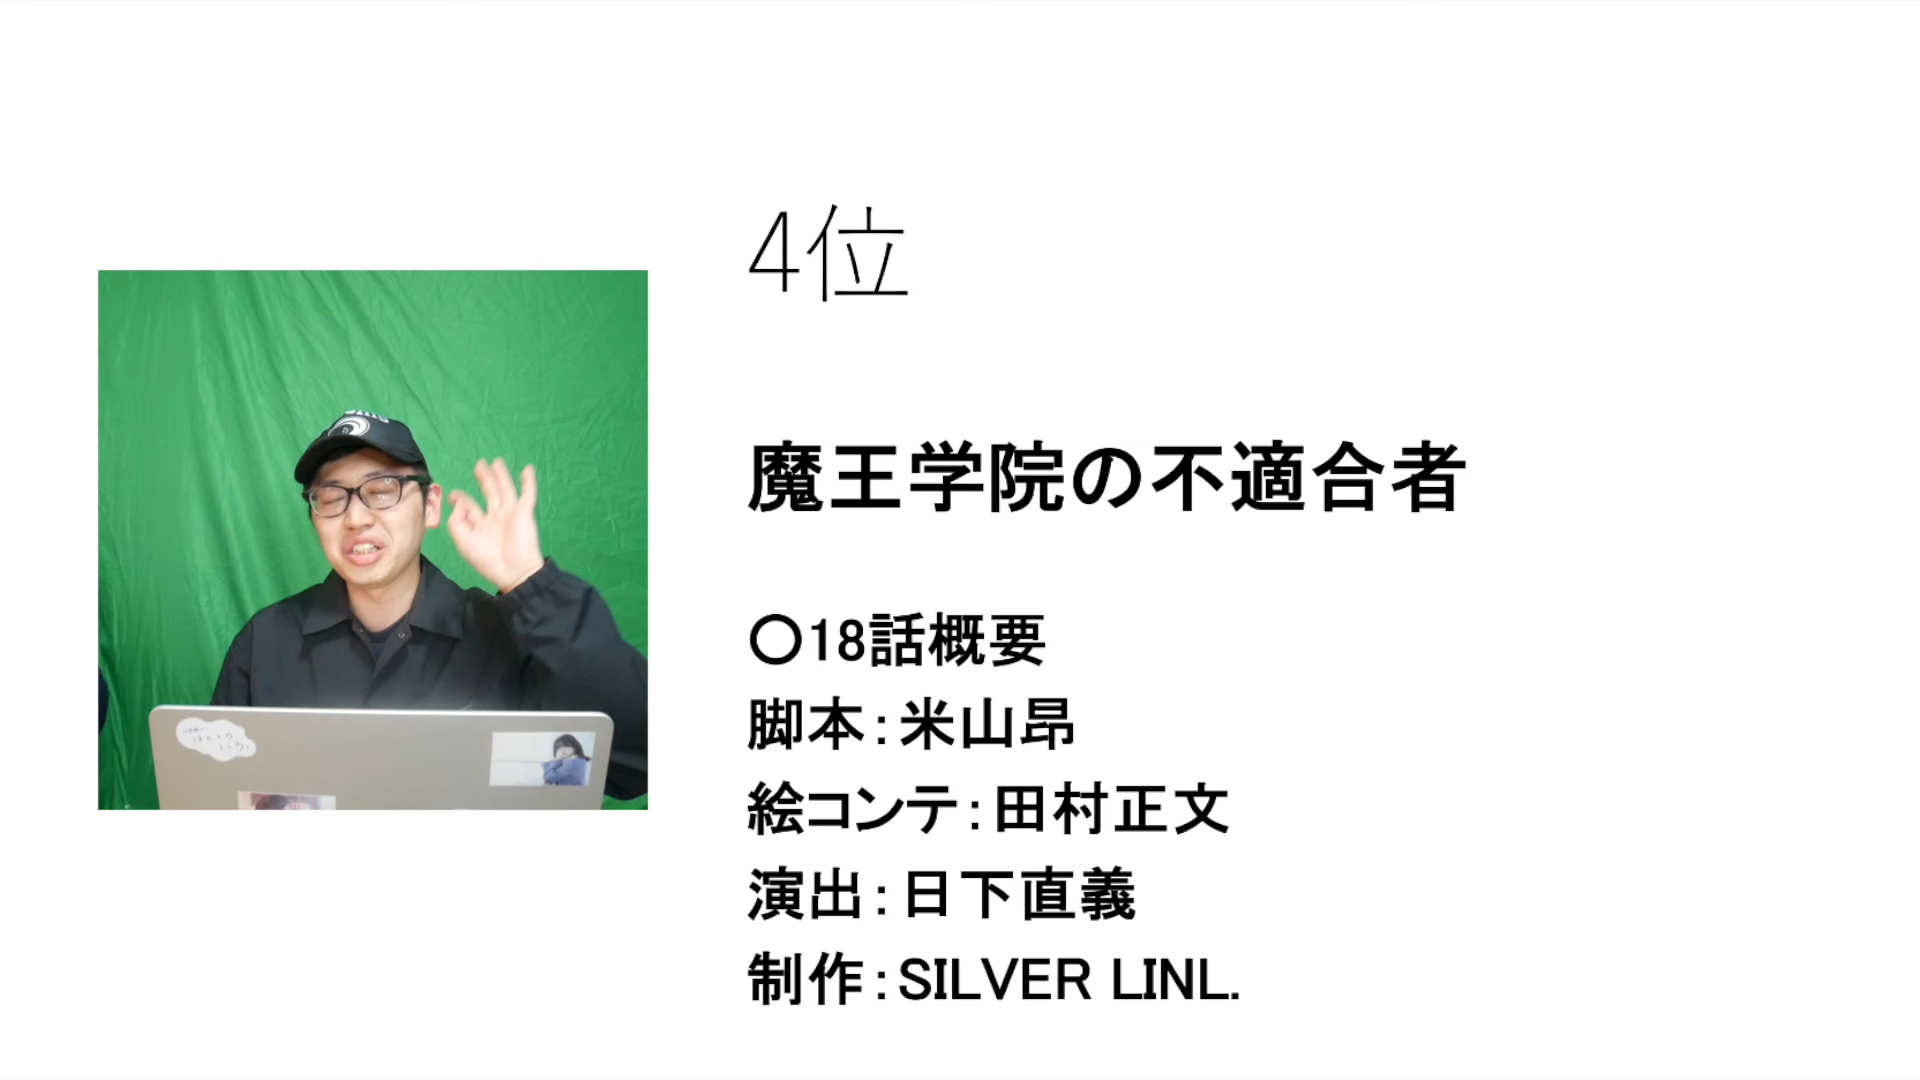 4位
魔王学院の不適合者
〇18話概要
脚本：米山昂
絵コンテ：田村正文
演出：日下直義
制作：SILVER LINL.